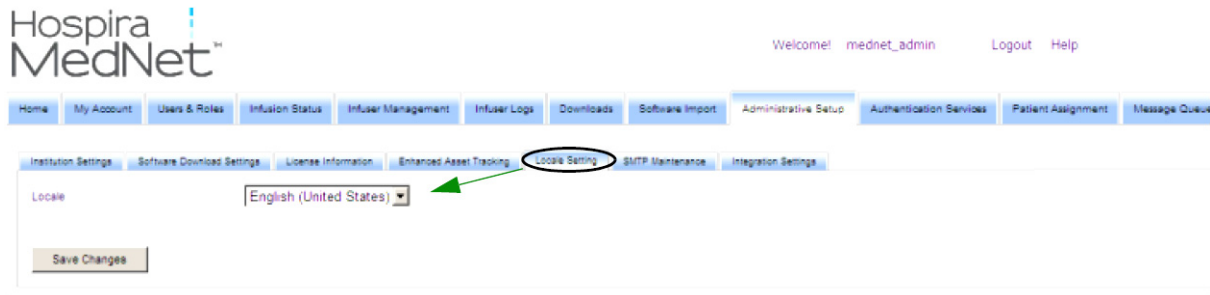 Hospira
MedNet™
Welcome! mednet_admin Logout Help
Home My Account Users & Roles Infusion Status Infuser Management Infuser Logs Downloads Software Import Administrative Setup Authentication Services Patient Assignment Message Queue
Institution Settings Software Download Settings License Information Enhanced Asset Tracking Locale Setting SMTP Maintenance Integration Settings
Locale English (United States)
Save Changes